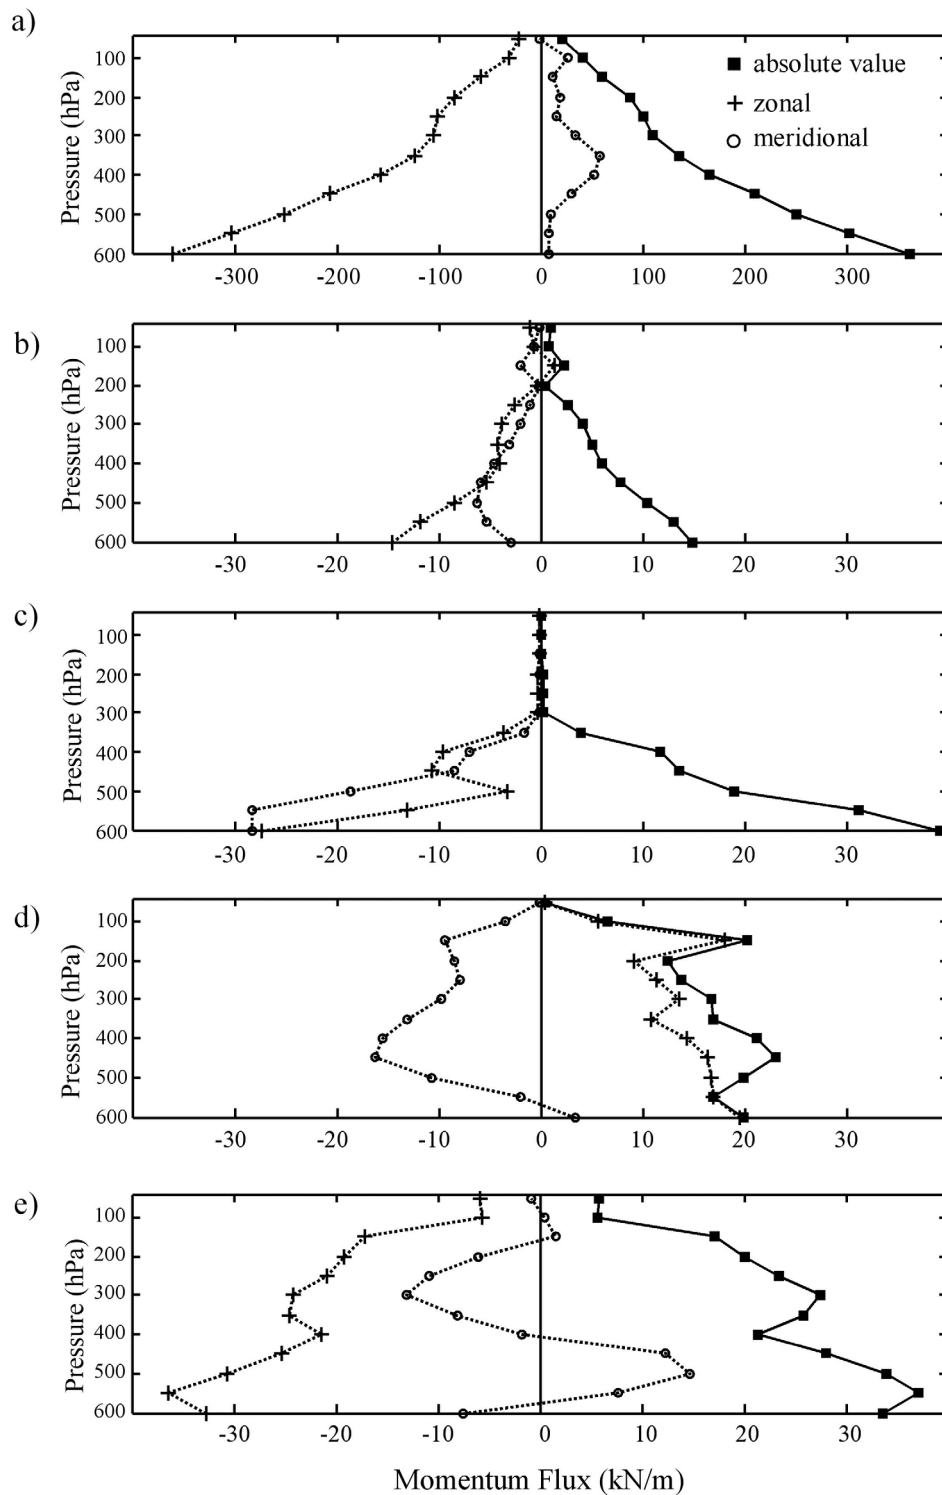 a)
Pressure (hPa)
100
200
300
400
500
600
-300 -200 -100 0 100 200 300
absolute value
zonal
meridional
b)
Pressure (hPa)
100
200
300
400
500
600
-30 -20 -10 0 10 20 30
c)
Pressure (hPa)
100
200
300
400
500
600
-30 -20 -10 0 10 20 30
d)
Pressure (hPa)
100
200
300
400
500
600
-30 -20 -10 0 10 20 30
e)
Pressure (hPa)
100
200
300
400
500
600
-30 -20 -10 0 10 20 30
Momentum Flux (kN/m)